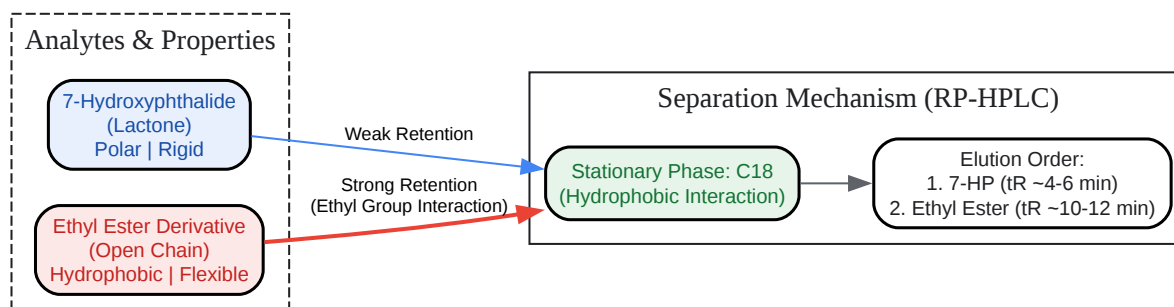 Analytes & Properties
7-Hydroxyphthalide
(Lactone)
Polar | Rigid
Ethyl Ester Derivative
(Open Chain)
Hydrophobic | Flexible
Weak Retention
Strong Retention
(Ethyl Group Interaction)
Separation Mechanism (RP-HPLC)
Stationary Phase: C18
(Hydrophobic Interaction)
Elution Order:
1. 7-HP (tR ~4-6 min)
2. Ethyl Ester (tR ~10-12 min)